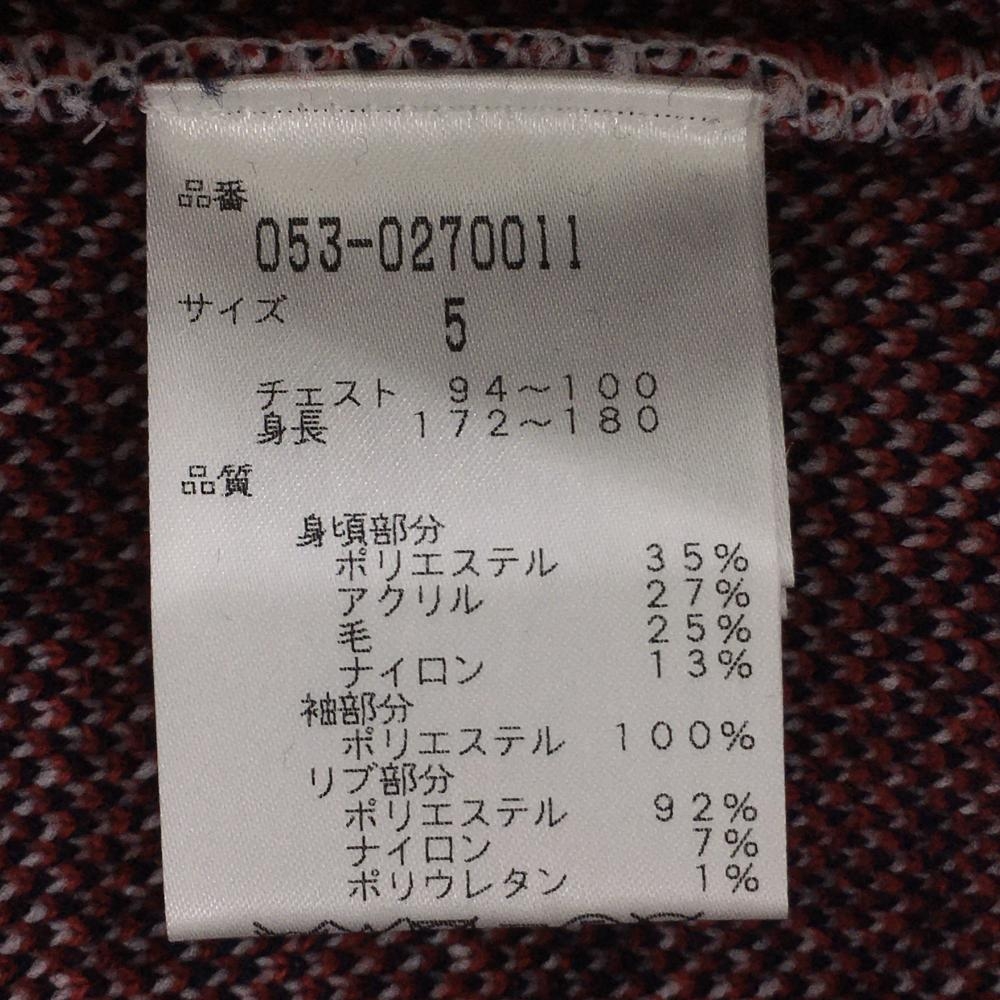 品番
053-0270011
サイズ 5
チェスト 94～100
身長 172～180
品質
身頃部分
ポリエステル 35%
アクリル 27%
毛 25%
ナイロン 13%
袖部分
ポリエステル 100%
リブ部分
ポリエステル 92%
ナイロン 7%
ポリウレタン 1%